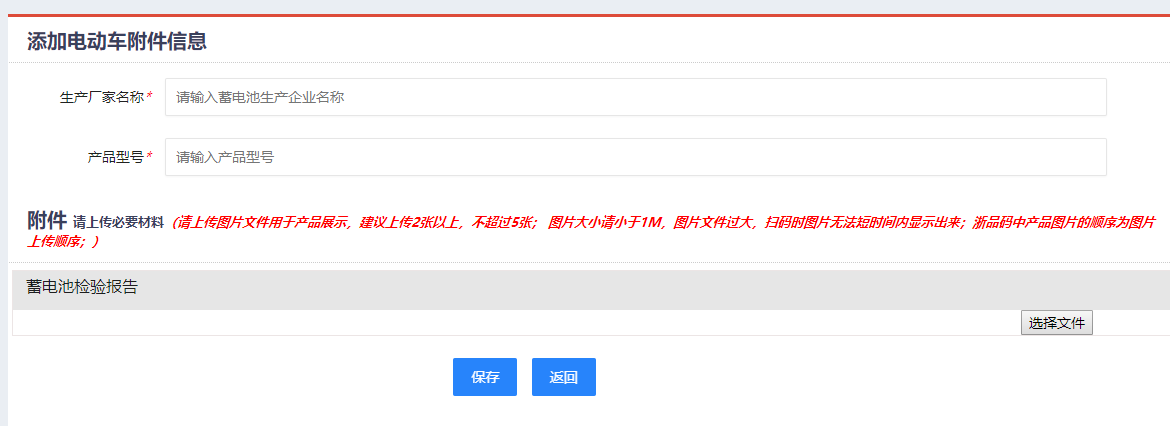 添加电动车附件信息
生产厂家名称*
请输入蓄电池生产企业名称
产品型号*
请输入产品型号
附件 请上传必要材料（请上传图片文件用于产品展示，建议上传2张以上，不超过5张； 图片大小请小于1M，图片文件过大，扫码时图片无法短时间内显示出来；浙品码中产品图片的顺序为图片
上传顺序；）
蓄电池检验报告
选择文件
保存
返回